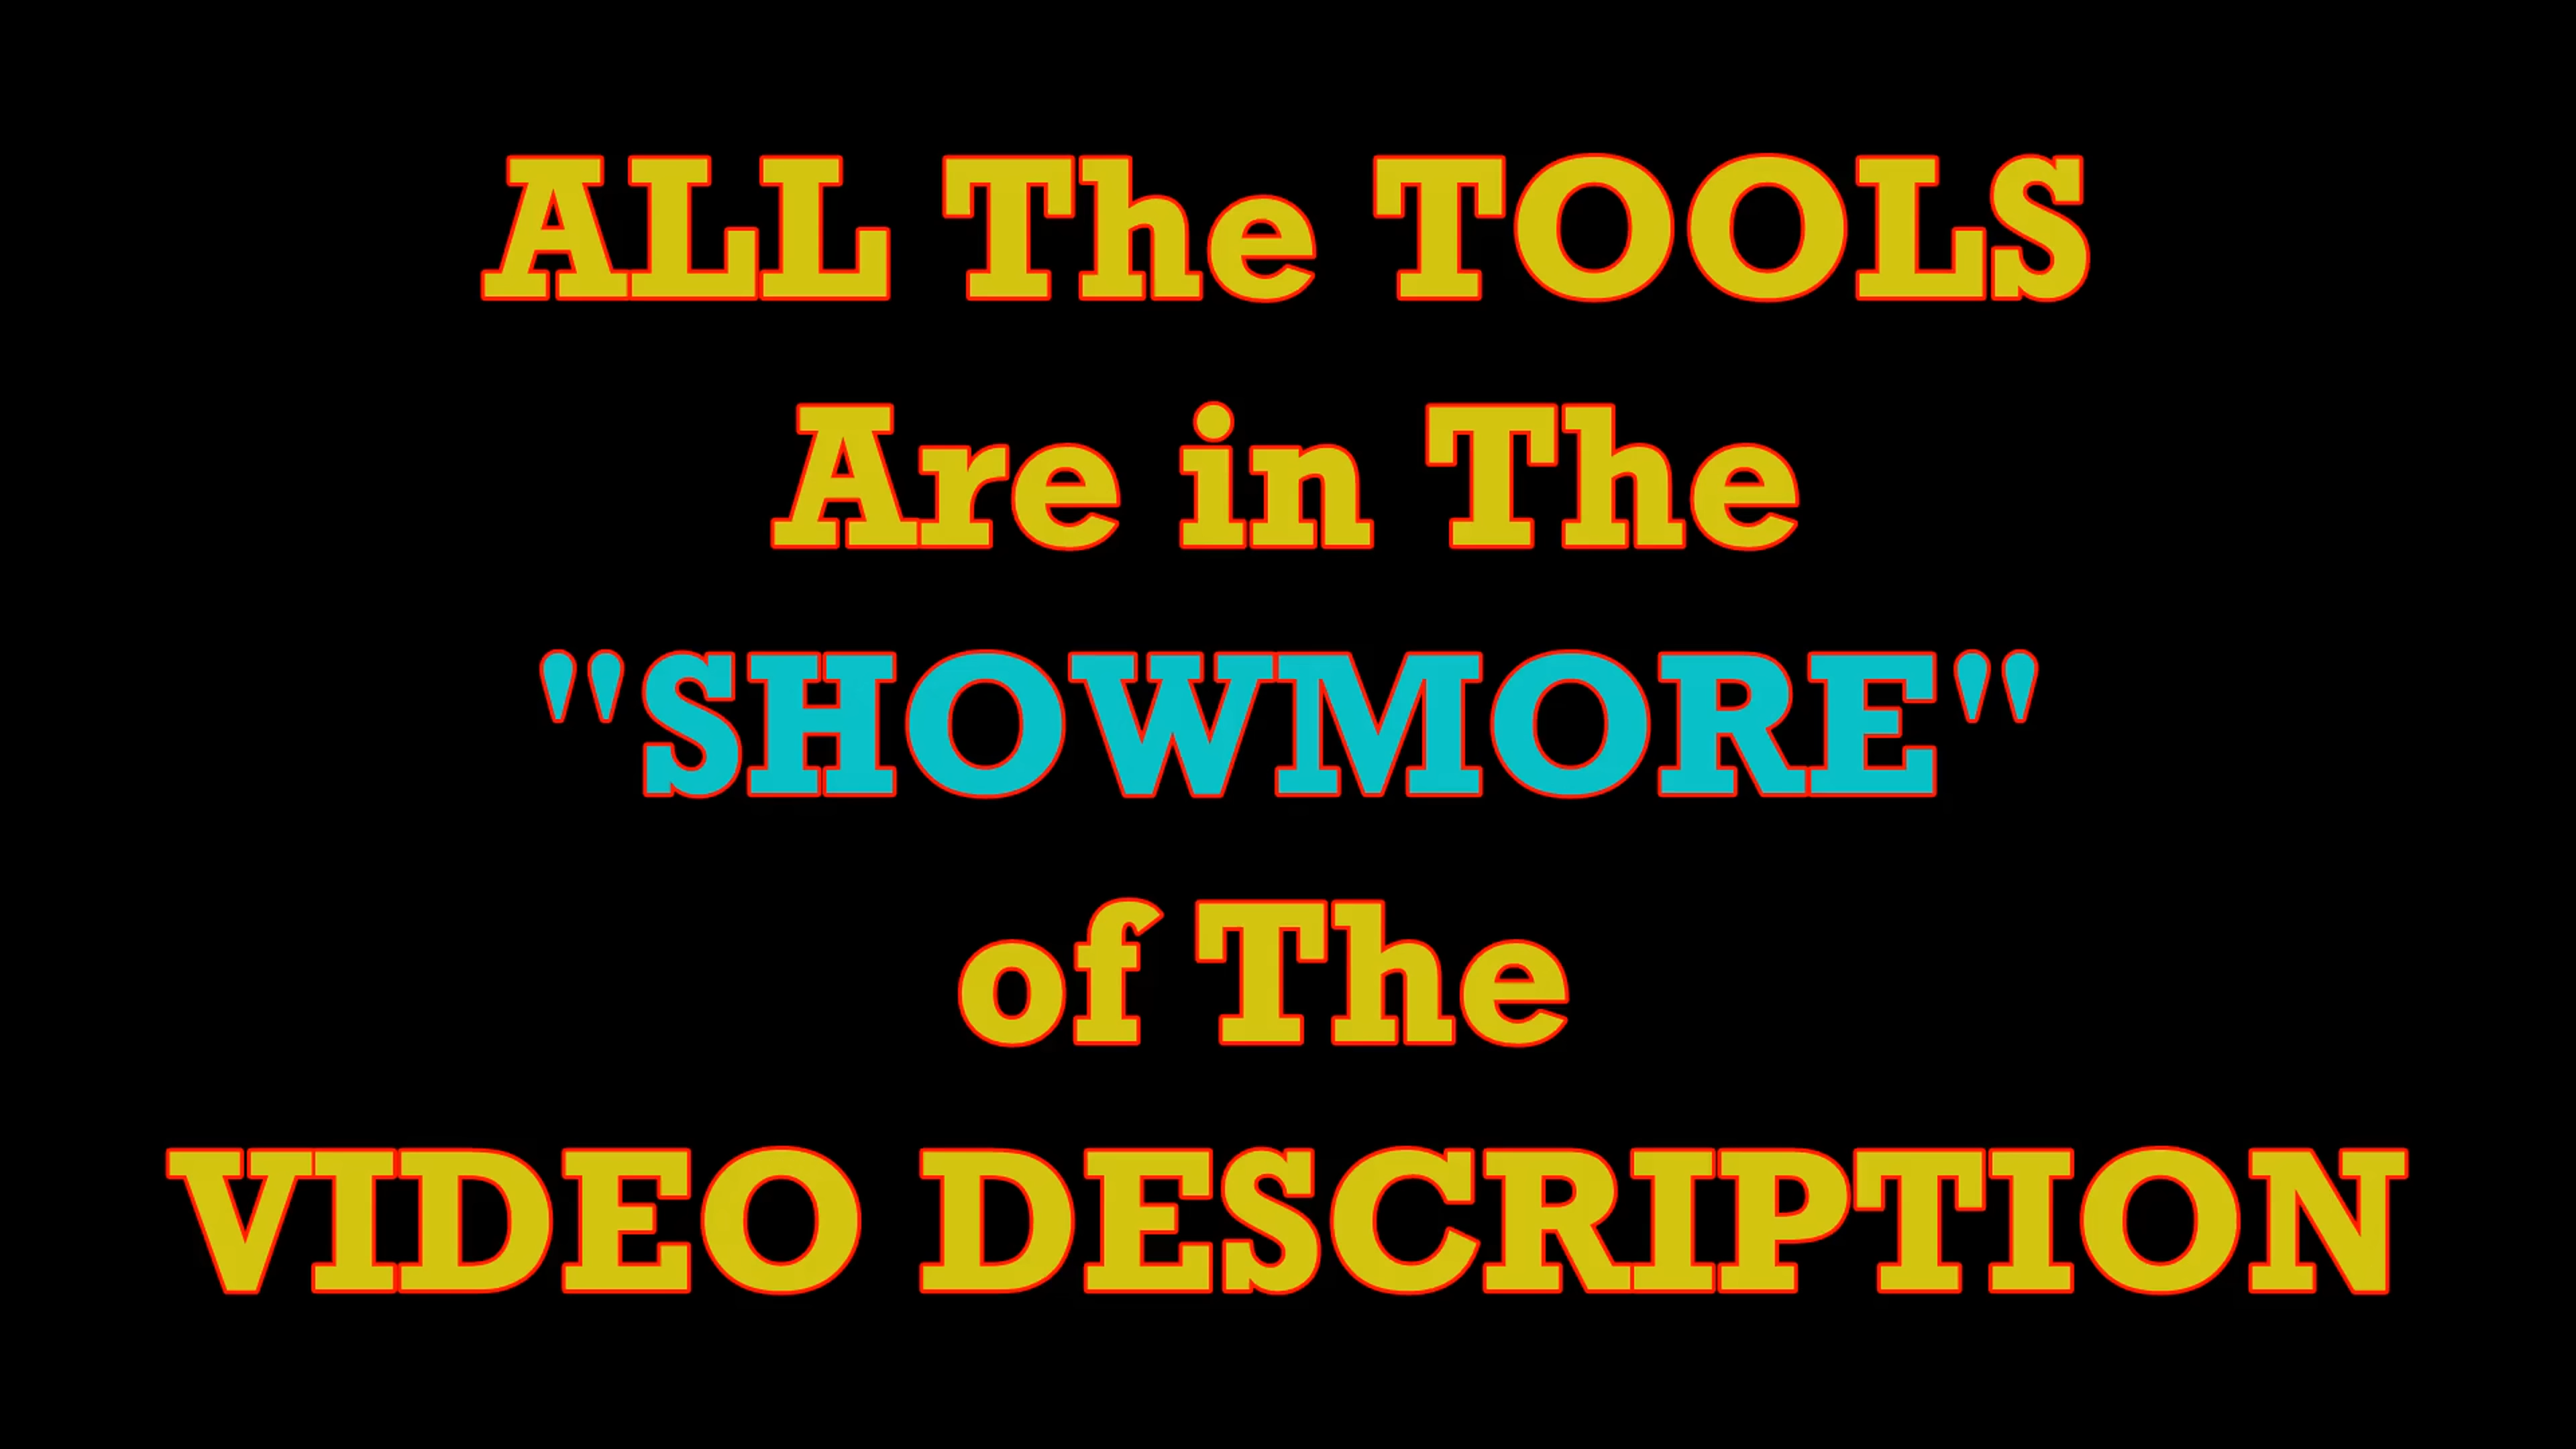 ALL The TOOLS
Are in The
"SHOWMORE"
of The
VIDEO DESCRIPTION